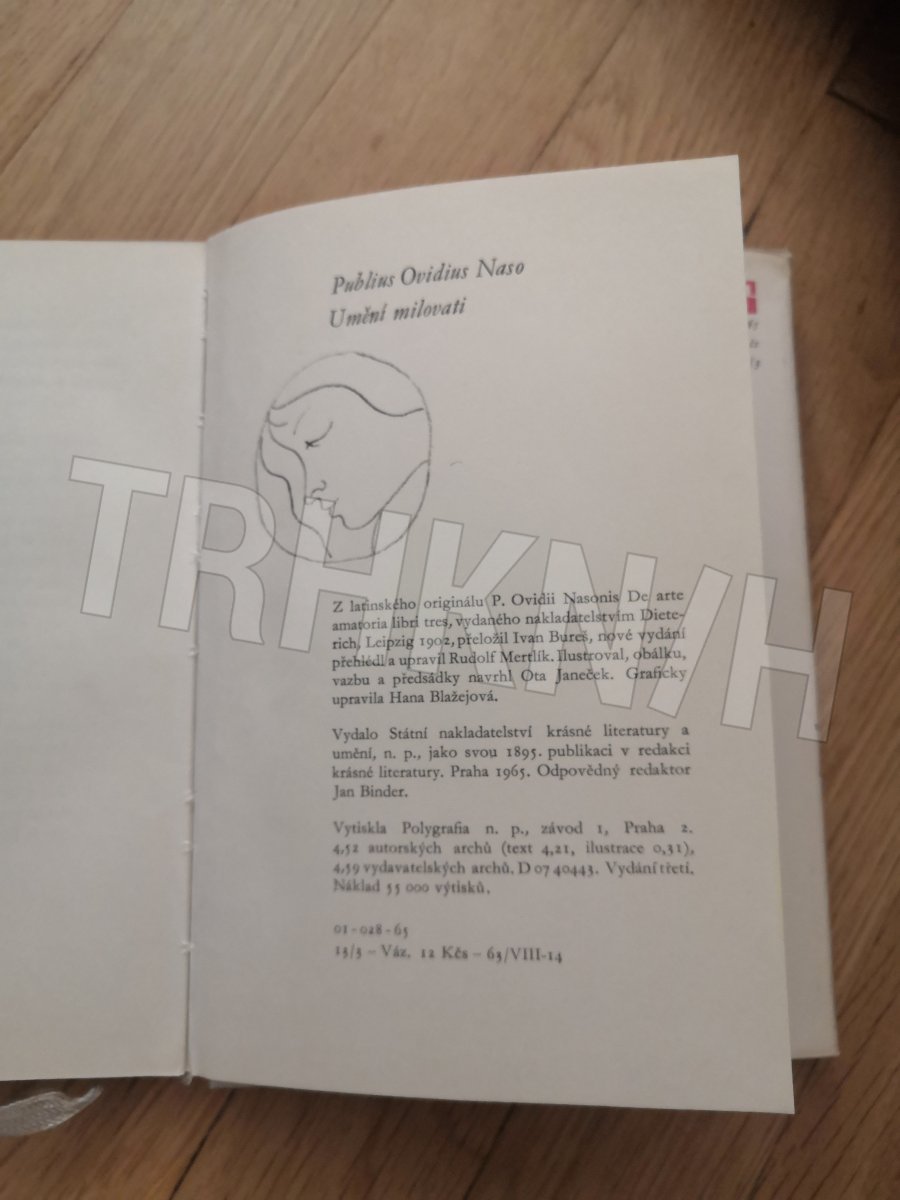 Publius Ovidius Naso
Umění milovati
Z latinského originálu P. Ovidii Nasonis De arte
amatoria libri tres, vydaného nakladatelstvím Diete-
rich, Leipzig 1902, přeložil Ivan Bureš, nové vydání
přehlédl a upravil Rudolf Mertlík. Ilustroval, obálku,
vazbu a předsádky navrhl Ota Janeček. Graficky
upravila Hana Blažejová.
Vydalo Státní nakladatelství krásné literatury a
umění, n. p., jako svou 1895. publikaci v redakci
krásné literatury. Praha 1965. Odpovědný redaktor
Jan Binder.
Vytiskla Polygrafia n. p., závod 1, Praha 2.
4,52 autorských archů (text 4,21, ilustrace 0,31),
4,59 vydavatelských archů. D 07 40443. Vydání třetí.
Náklad 55 000 výtisků.
01-028-65
13/3 – Váz. 12 Kčs – 63/VIII-14
TRHKNIH